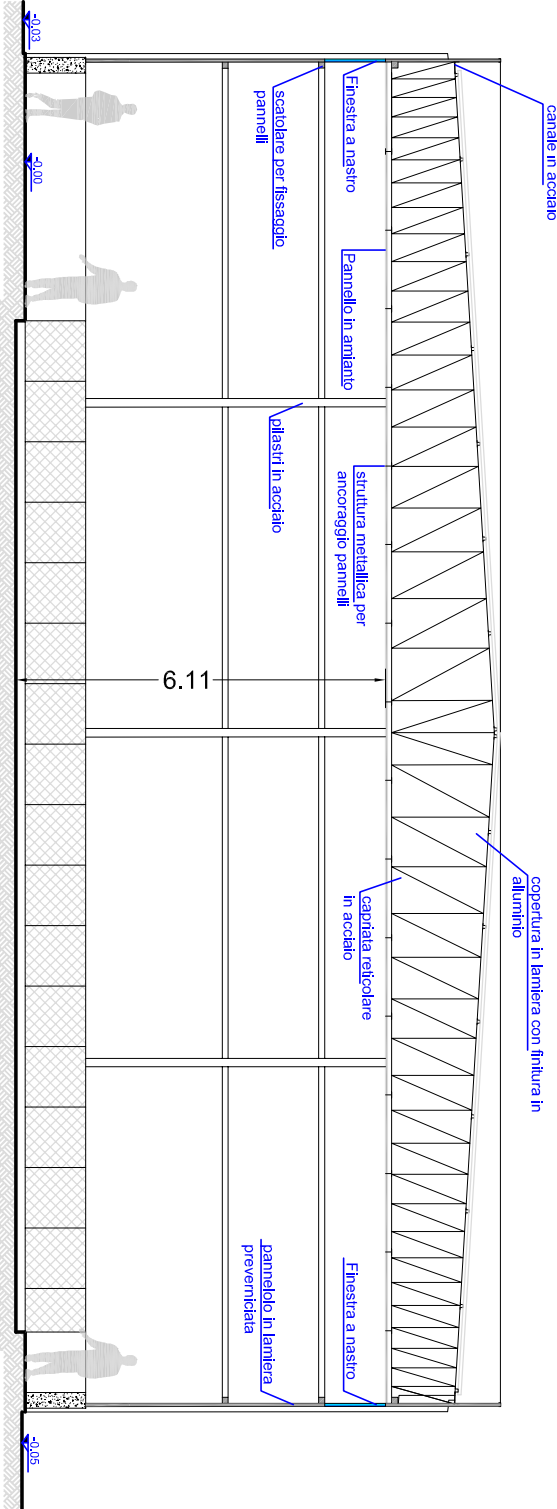 canale in acciaio
Finestra a nastro
scatolare per fissaggio
pannelli
Pannello in amianto
pilastri in acciaio
struttura mettallica per
ancoraggio pannelli
6.11
copertura in lamiera con finitura in
alluminio
capriata reticolare
in acciaio
Finestra a nastro
pannelolo in lamiera
preverniciata
-0.03
-0.00
-0.05